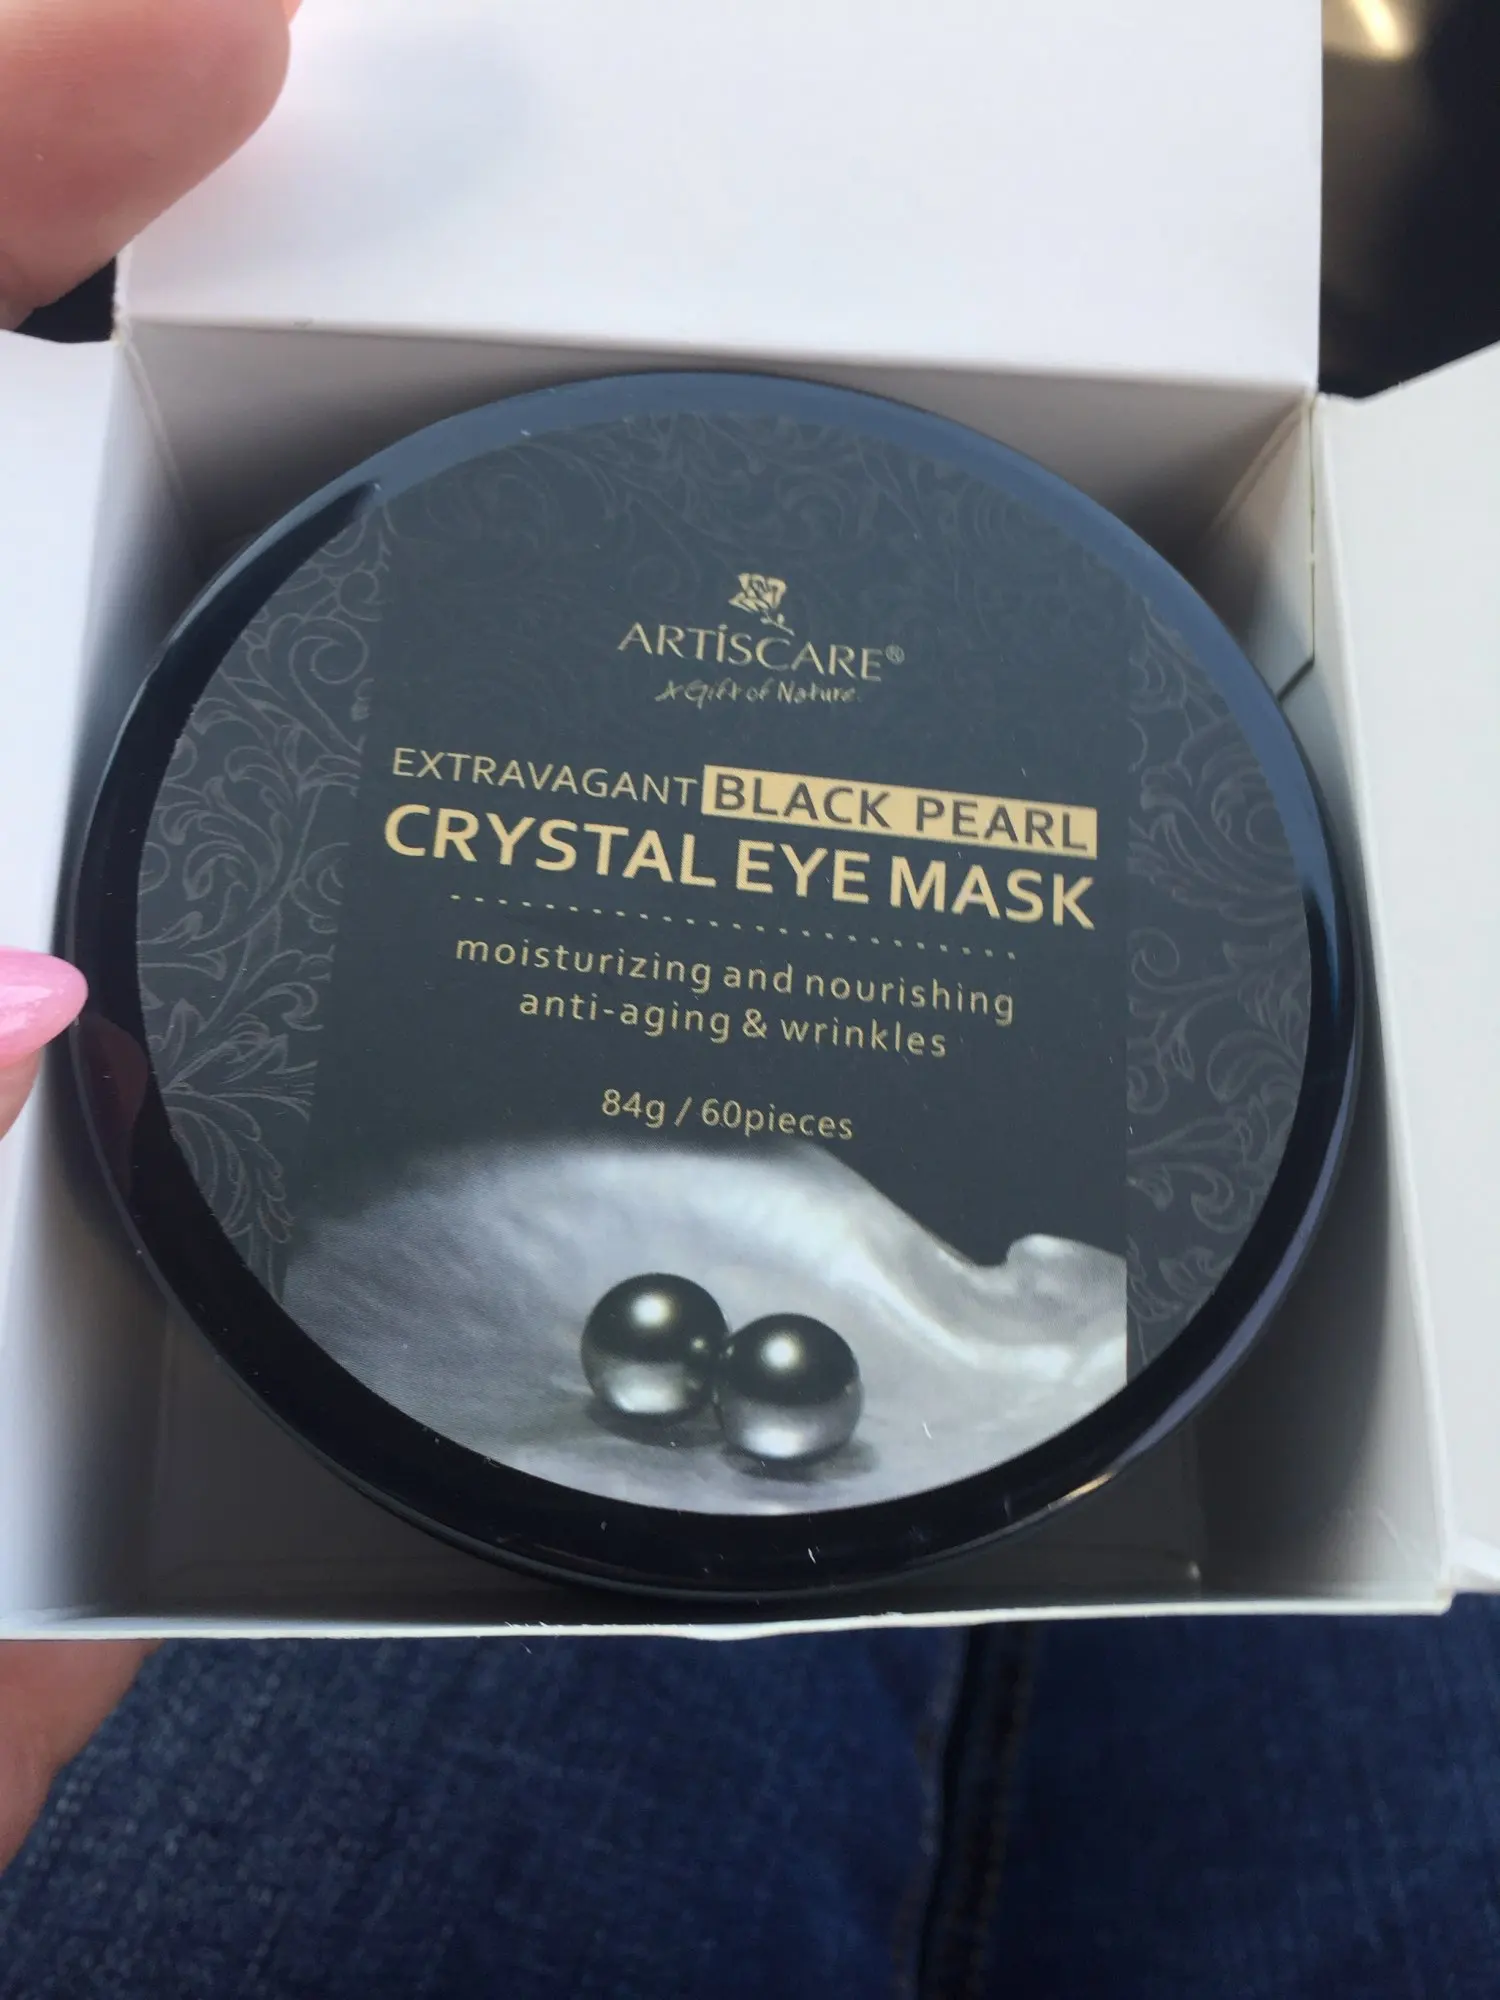 ARTiSCARE®
A Gift of Nature
EXTRAVAGANT BLACK PEARL
CRYSTAL EYE MASK
moisturizing and nourishing
anti-aging & wrinkles
84g / 60pieces